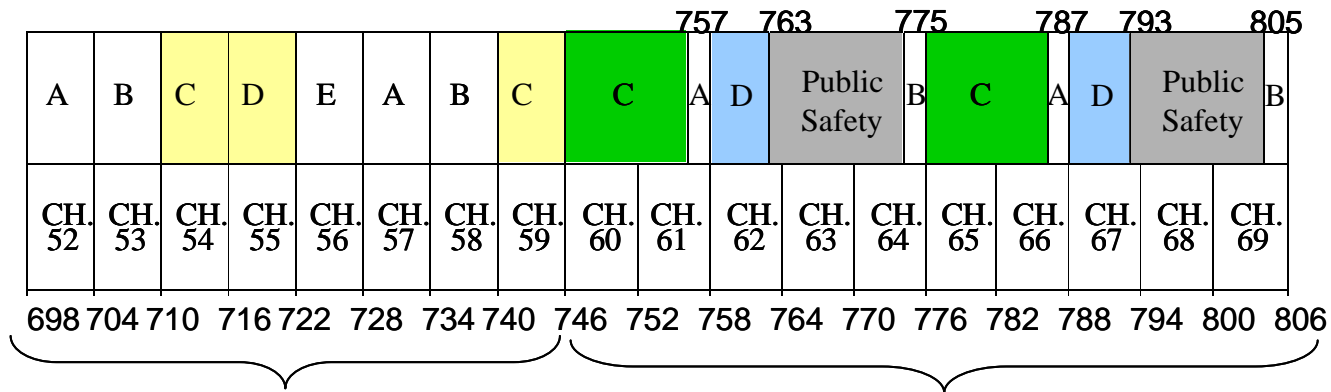 757 763 775 787 793 805
A B C D E A B C C A D Public Safety B C A D Public Safety B
CH. 52 CH. 53 CH. 54 CH. 55 CH. 56 CH. 57 CH. 58 CH. 59 CH. 60 CH. 61 CH. 62 CH. 63 CH. 64 CH. 65 CH. 66 CH. 67 CH. 68 CH. 69
698 704 710 716 722 728 734 740 746 752 758 764 770 776 782 788 794 800 806